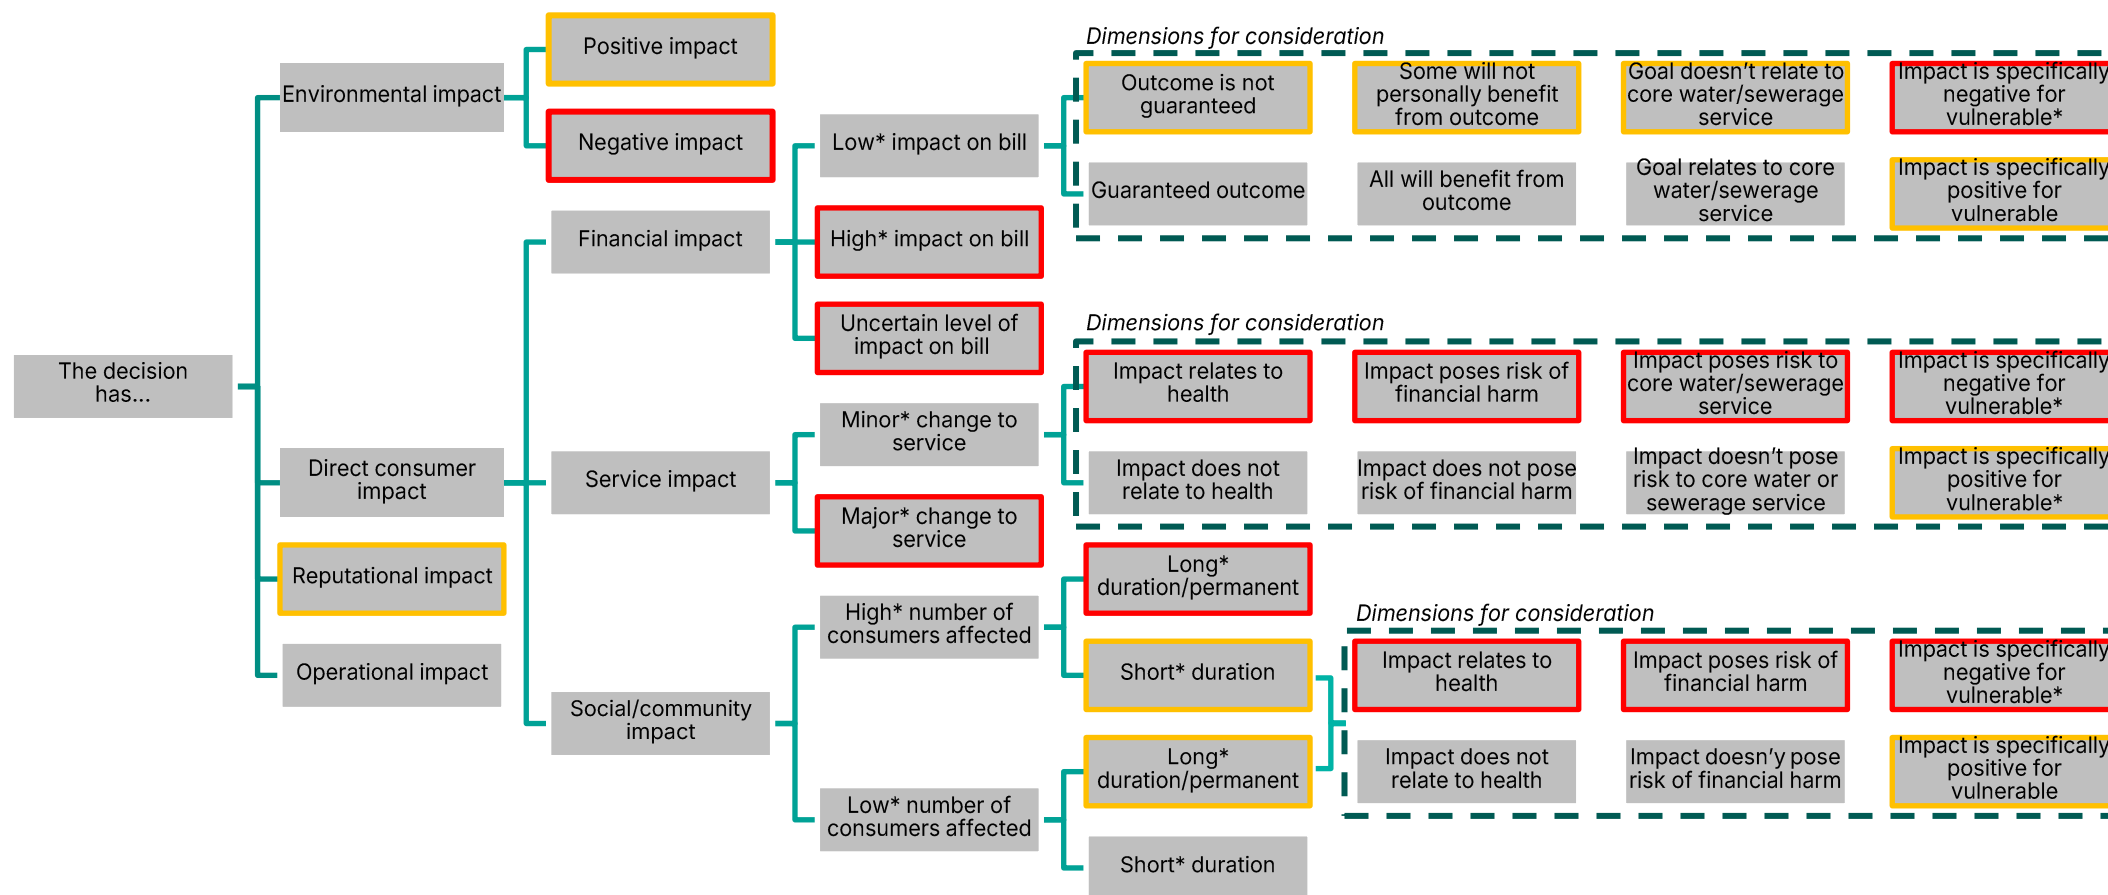 The decision
has...
Environmental impact
Direct consumer
impact
Reputational impact
Operational impact
Positive impact
Negative impact
Financial impact
Service impact
Social/community
impact
Low* impact on bill
High* impact on bill
Uncertain level of
impact on bill
Minor* change to
service
Major* change to
service
High* number of
consumers affected
Low* number of
consumers affected
Dimensions for consideration
Outcome is not
guaranteed
Some will not
personally benefit
from outcome
Goal doesn't relate to
core water/sewerage
service
Impact is specifically
negative for
vulnerable*
Guaranteed outcome
All will benefit from
outcome
Goal relates to core
water/sewerage
service
Impact is specifically
positive for
vulnerable
Dimensions for consideration
Impact relates to
health
Impact poses risk of
financial harm
Impact poses risk to
core water/sewerage
service
Impact is specifically
negative for
vulnerable*
Impact does not
relate to health
Impact does not pose
risk of financial harm
Impact doesn't pose
risk to core water or
sewerage service
Impact is specifically
positive for
vulnerable*
Long*
duration/permanent
Short* duration
Long*
duration/permanent
Short* duration
Dimensions for consideration
Impact relates to
health
Impact poses risk of
financial harm
Impact is specifically
negative for
vulnerable*
Impact does not
relate to health
Impact doesn'y pose
risk of financial harm
Impact is specifically
positive for
vulnerable